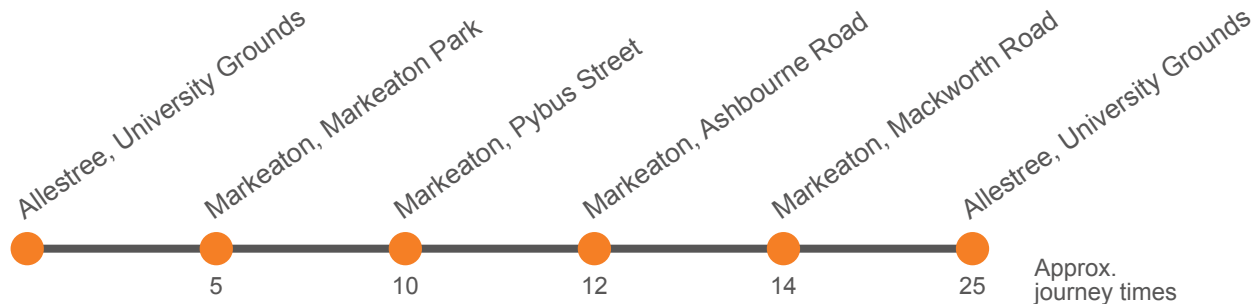 Allestree, University Grounds
Markeaton, Markeaton Park
Markeaton, Pybus Street
Markeaton, Ashbourne Road
Markeaton, Mackworth Road
Allestree, University Grounds
5
10
12
14
25
Approx.
journey times